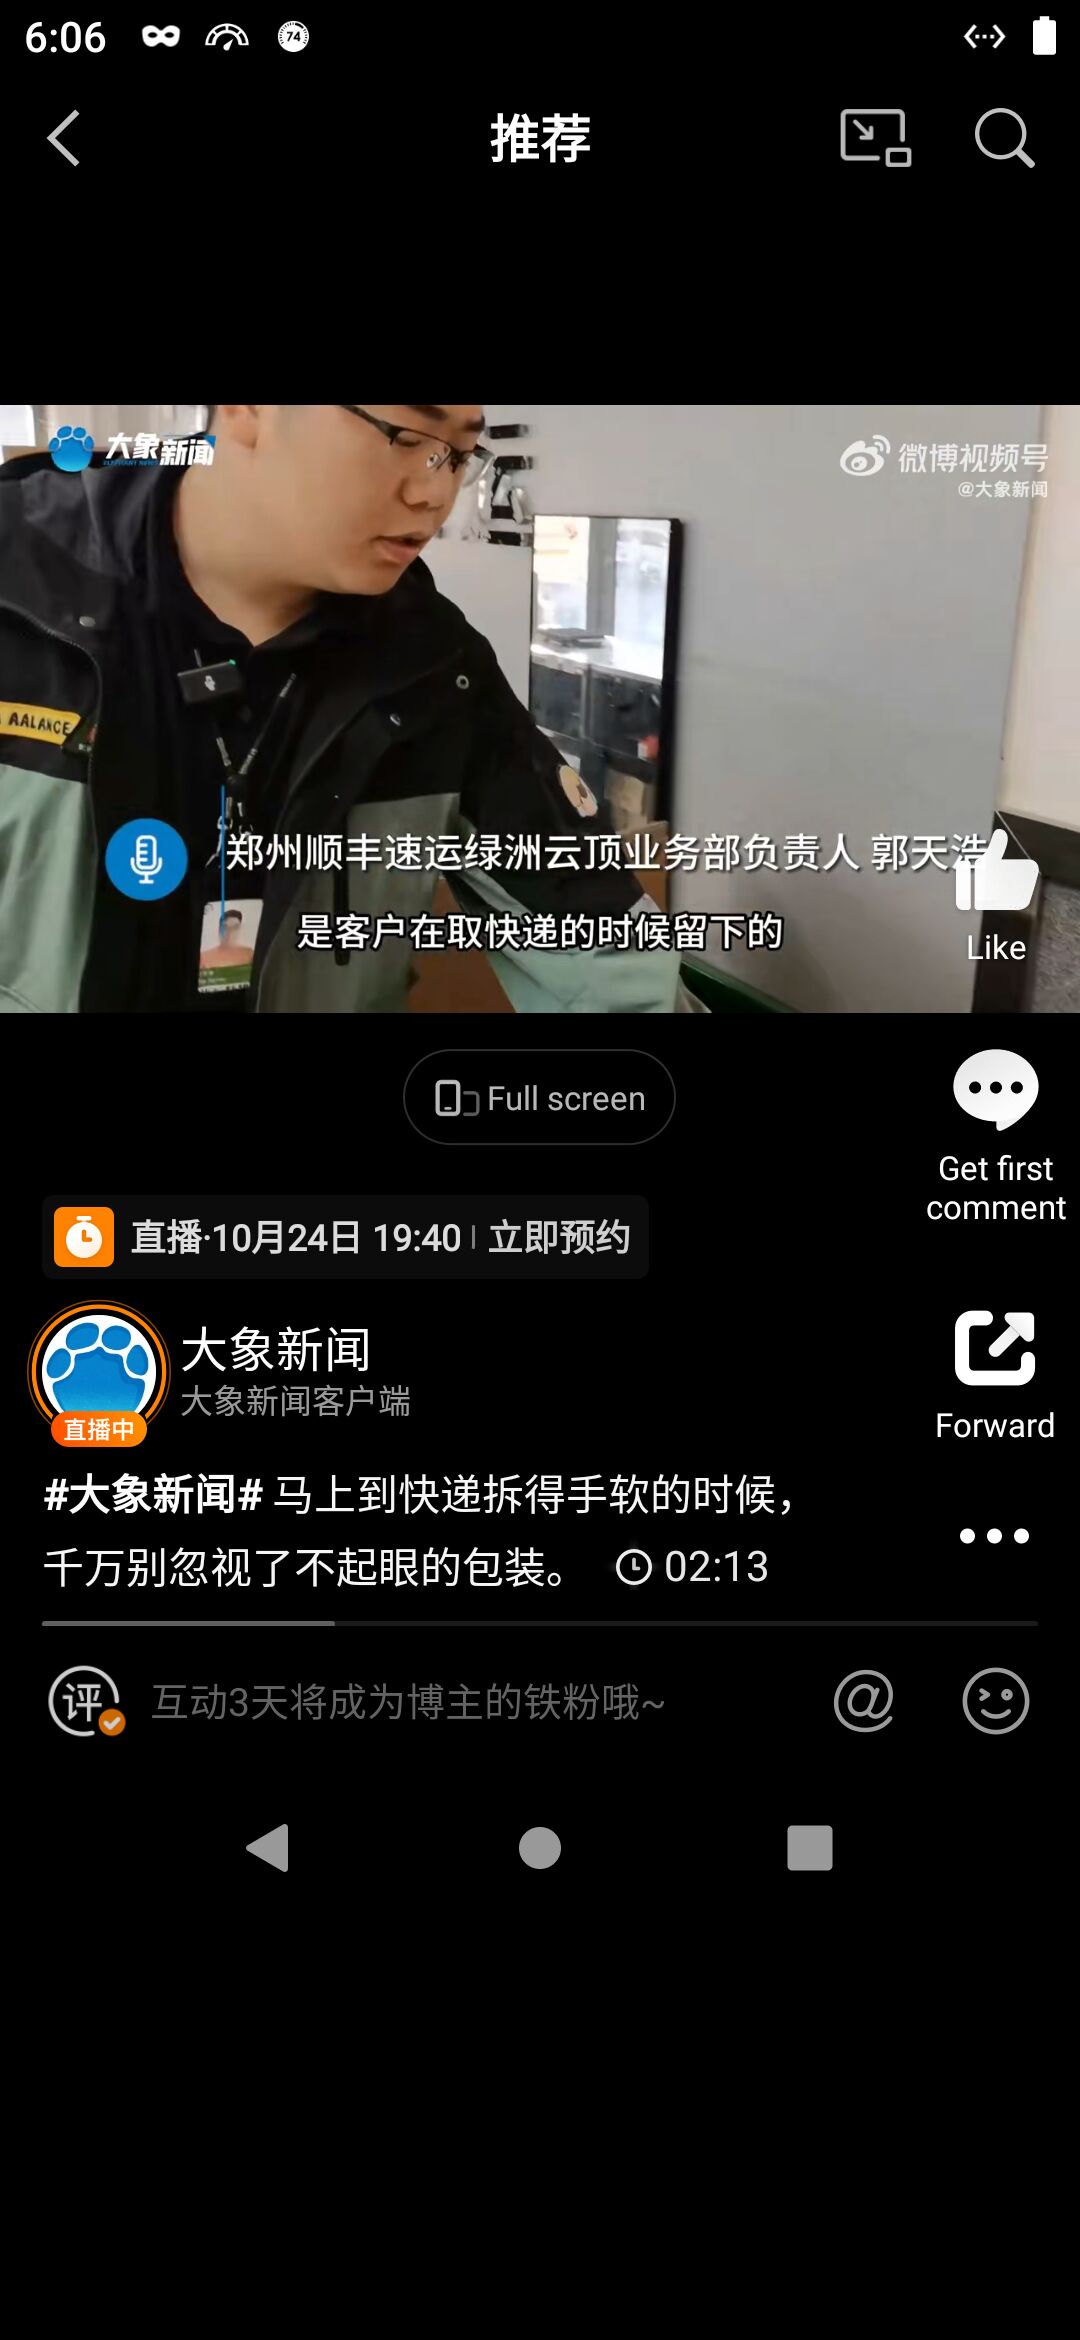 6:06
74
推荐
大象新闻
ELEPHANT NEWS
微博视频号
@大象新闻
AALANCE
郑州顺丰速运绿洲云顶业务部负责人 郭天浩
是客户在取快递的时候留下的
Like
Full screen
Get first
comment
直播·10月24日 19:40 | 立即预约
大象新闻
大象新闻客户端
直播中
Forward
#大象新闻# 马上到快递拆得手软的时候，
千万别忽视了不起眼的包装。 02:13
评
互动3天将成为博主的铁粉哦~